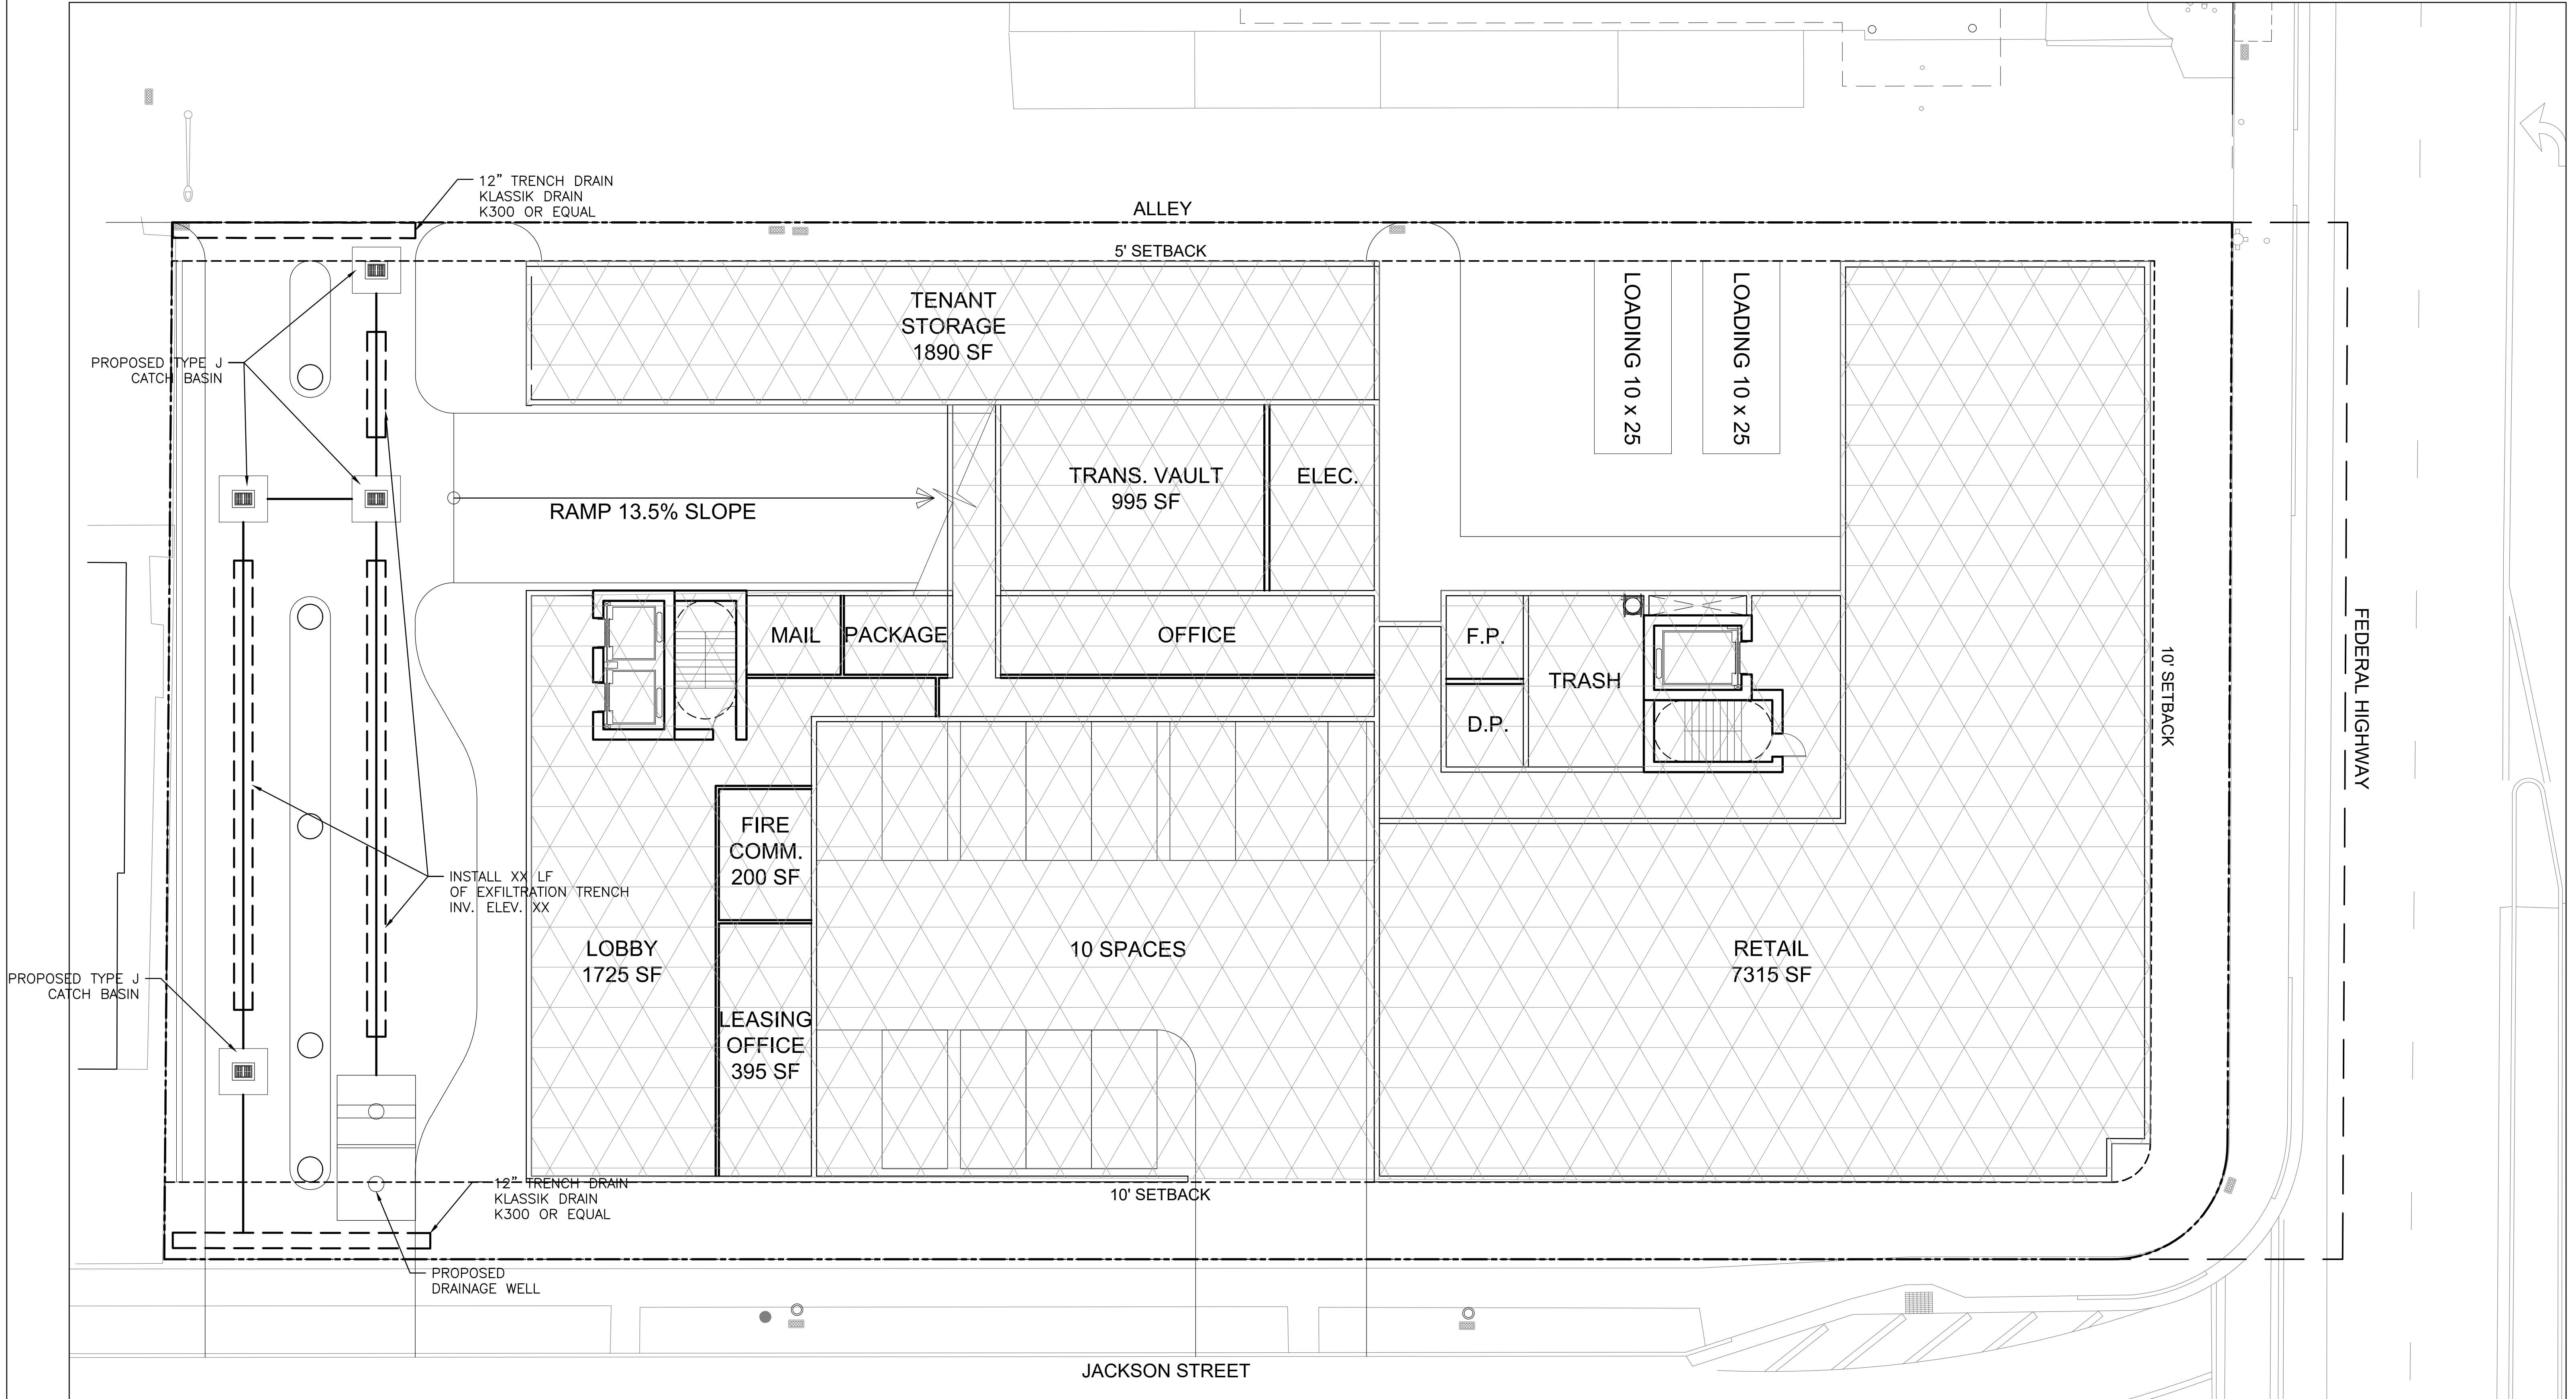 12" TRENCH DRAIN
KLASSIK DRAIN
K300 OR EQUAL
ALLEY
5' SETBACK
TENANT
STORAGE
1890 SF
LOADING 10 x 25
LOADING 10 x 25
PROPOSED TYPE J
CATCH BASIN
TRANS. VAULT
995 SF
ELEC.
RAMP 13.5% SLOPE
MAIL
PACKAGE
OFFICE
F.P.
D.P.
TRASH
10' SETBACK
FEDERAL HIGHWAY
FIRE
COMM.
200 SF
INSTALL XX LF
OF EXFILTRATION TRENCH
INV. ELEV. XX
LOBBY
1725 SF
10 SPACES
RETAIL
7315 SF
PROPOSED TYPE J
CATCH BASIN
LEASING
OFFICE
395 SF
12" TRENCH DRAIN
KLASSIK DRAIN
K300 OR EQUAL
10' SETBACK
PROPOSED
DRAINAGE WELL
JACKSON STREET